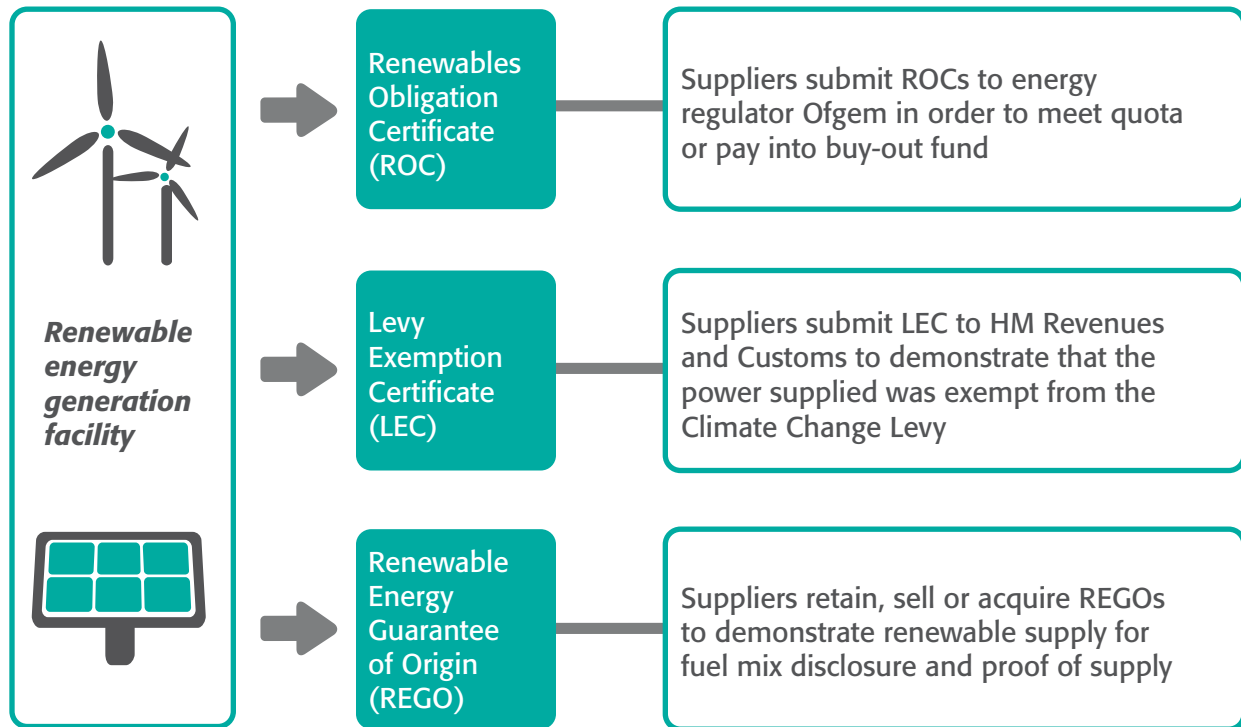 Renewable
energy
generation
facility
Renewables
Obligation
Certificate
(ROC)
Suppliers submit ROCs to energy
regulator Ofgem in order to meet quota
or pay into buy-out fund
Levy
Exemption
Certificate
(LEC)
Suppliers submit LEC to HM Revenues
and Customs to demonstrate that the
power supplied was exempt from the
Climate Change Levy
Renewable
Energy
Guarantee
of Origin
(REGO)
Suppliers retain, sell or acquire REGOs
to demonstrate renewable supply for
fuel mix disclosure and proof of supply